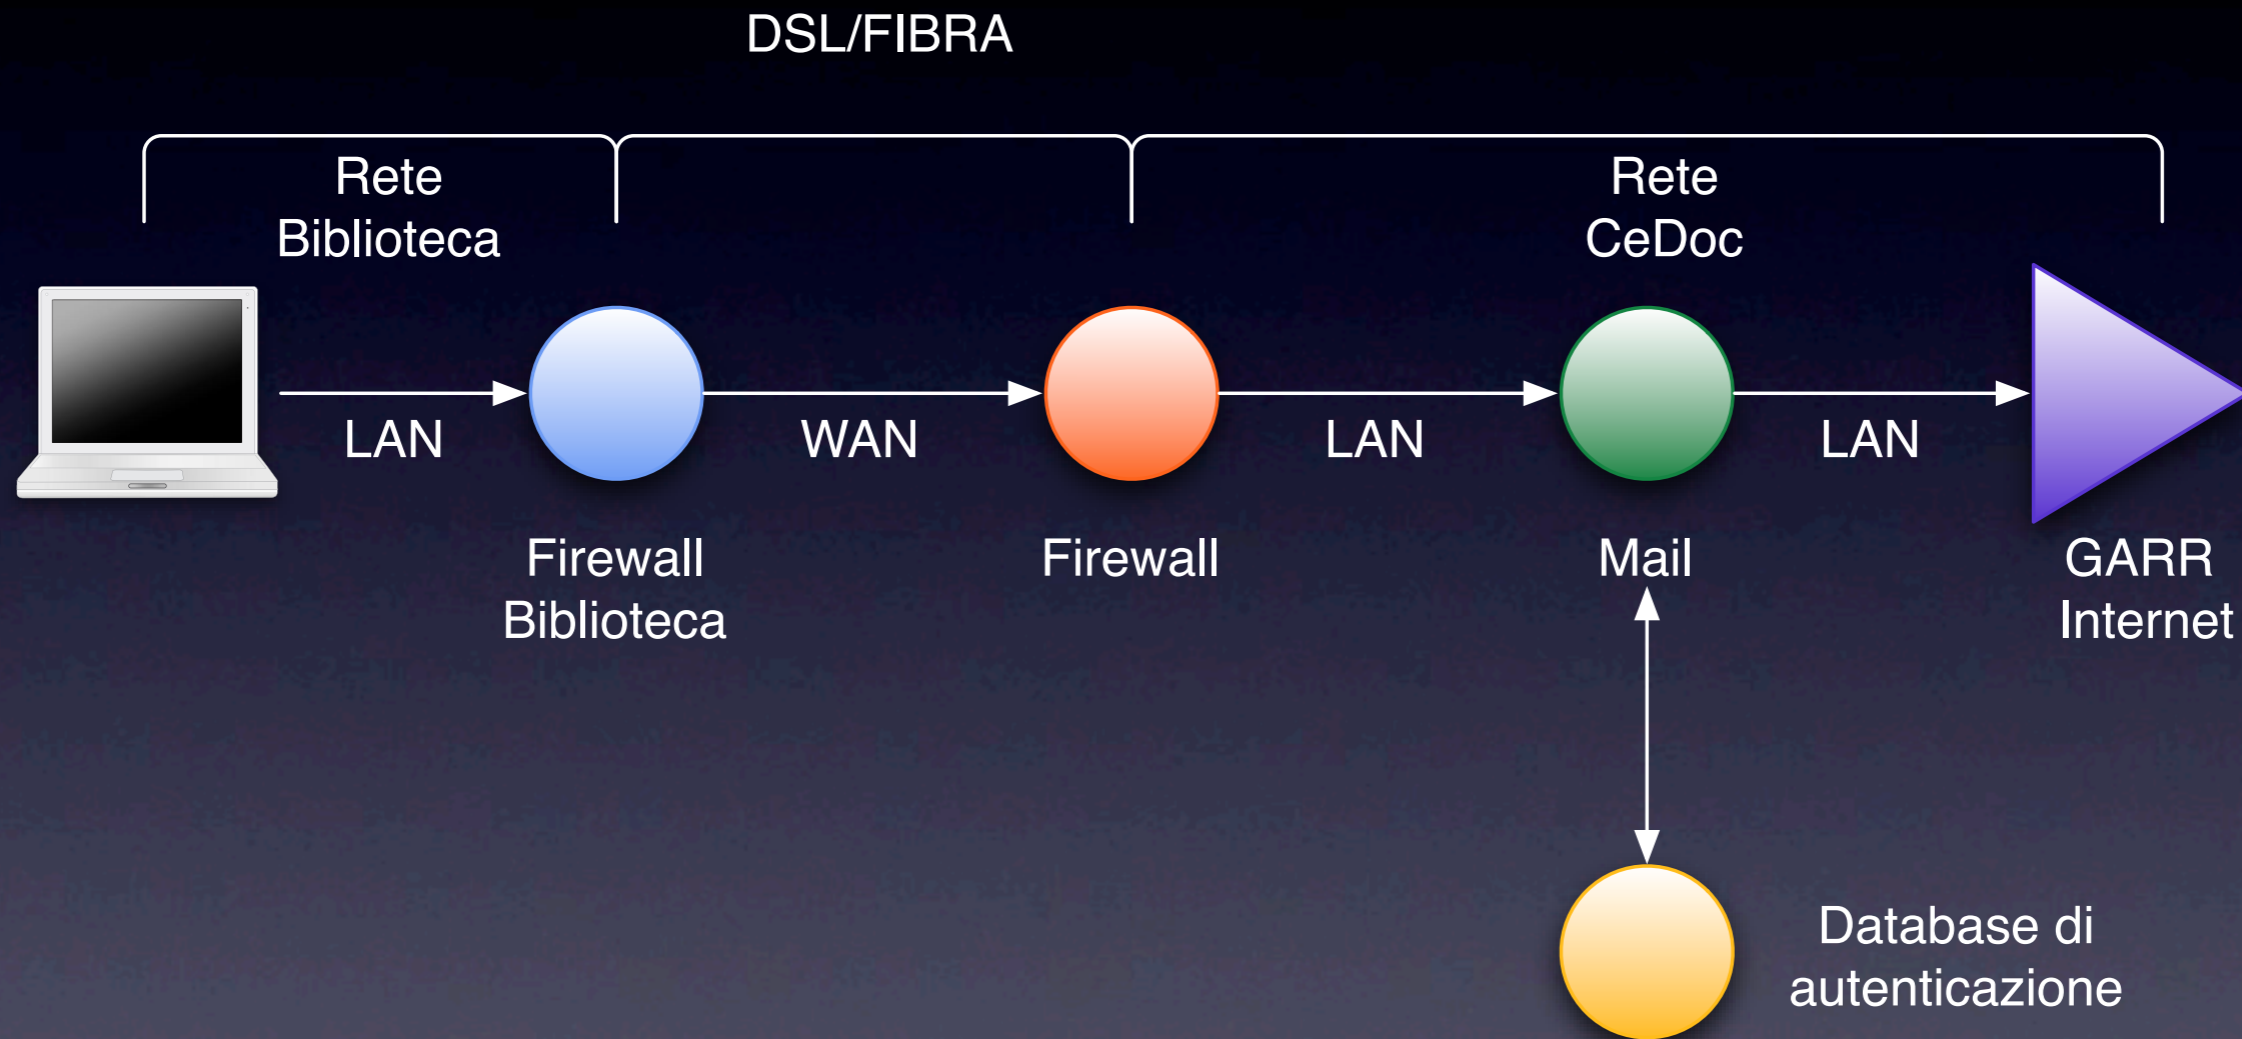 DSL/FIBRA
Rete
Biblioteca
Rete
CeDoc
LAN
WAN
LAN
LAN
Firewall
Biblioteca
Firewall
Mail
GARR
Internet
Database di
autenticazione